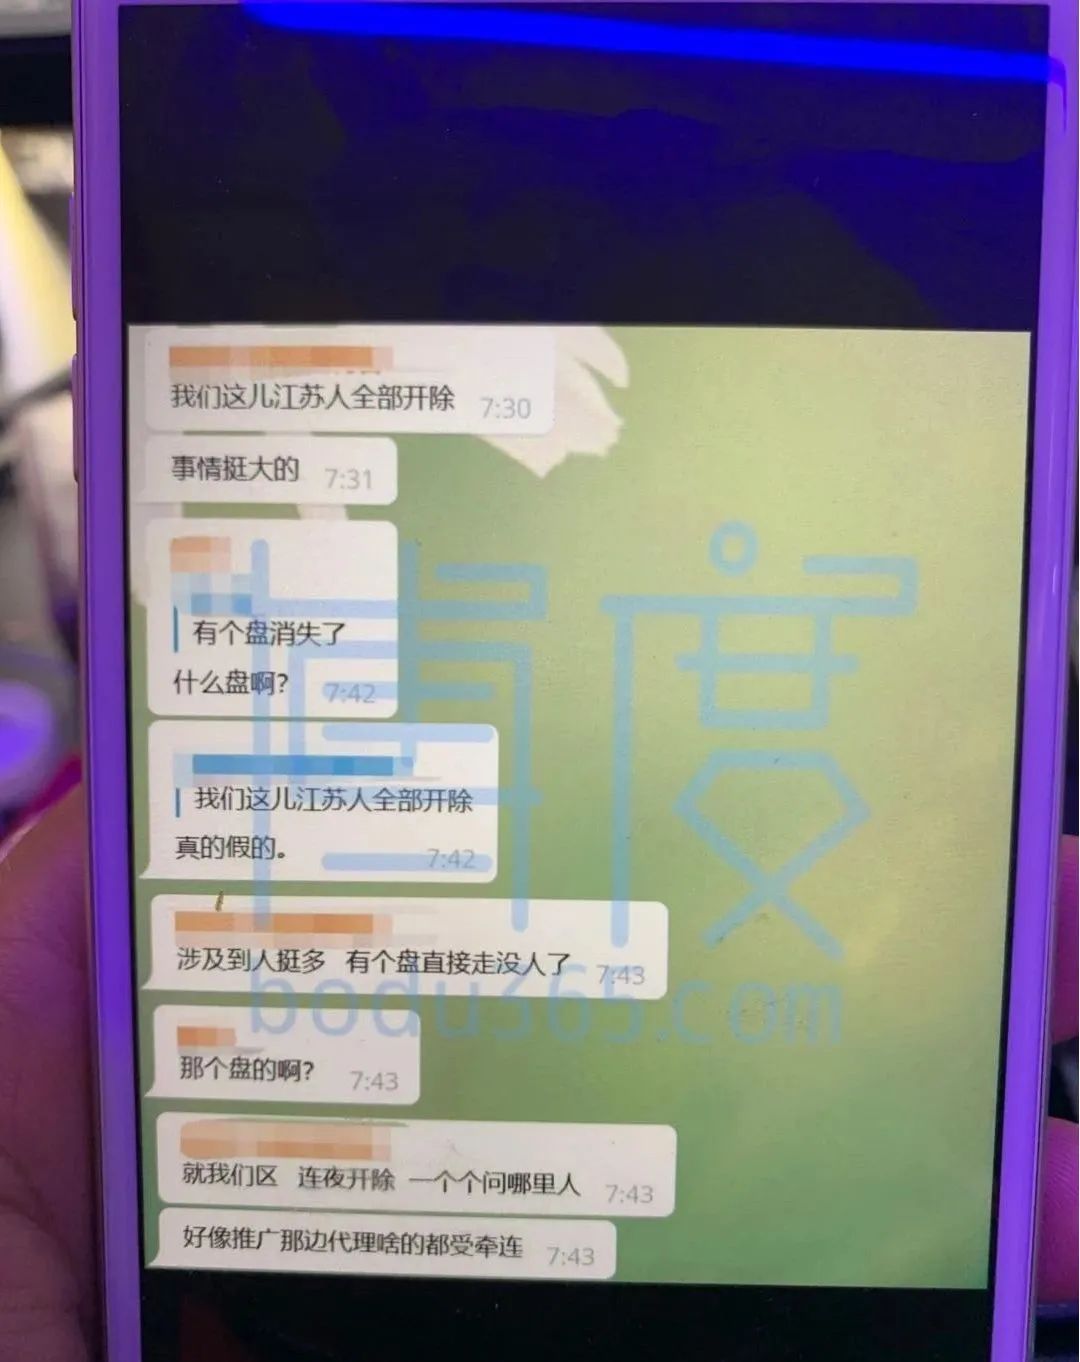 我们这儿江苏人全部开除 7:30
事情挺大的 7:31
有个盘消失了
什么盘啊? 7:42
我们这儿江苏人全部开除
真的假的。 7:42
涉及到人挺多 有个盘直接走没人了 7:43
那个盘的啊? 7:43
就我们区 连夜开除 一个个问哪里人 7:43
好像推广那边代理啥的都受牵连 7:43
博度
bodu365.com